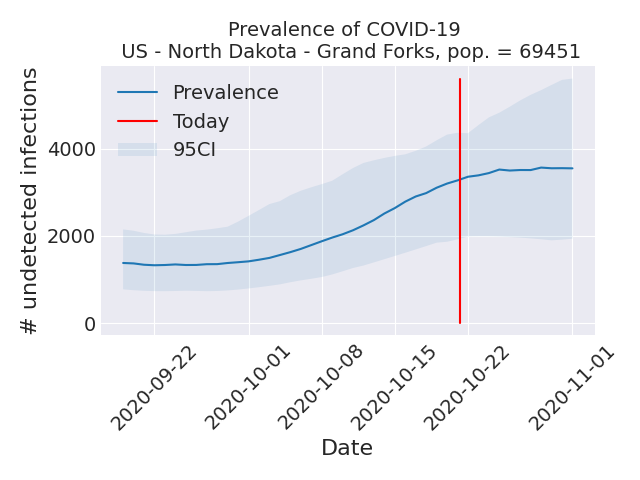 Prevalence of COVID-19
US - North Dakota - Grand Forks, pop. = 69451
Prevalence
Today
95CI
# undetected infections
4000
2000
0
2020-09-22
2020-10-01
2020-10-08
2020-10-15
2020-10-22
2020-11-01
Date